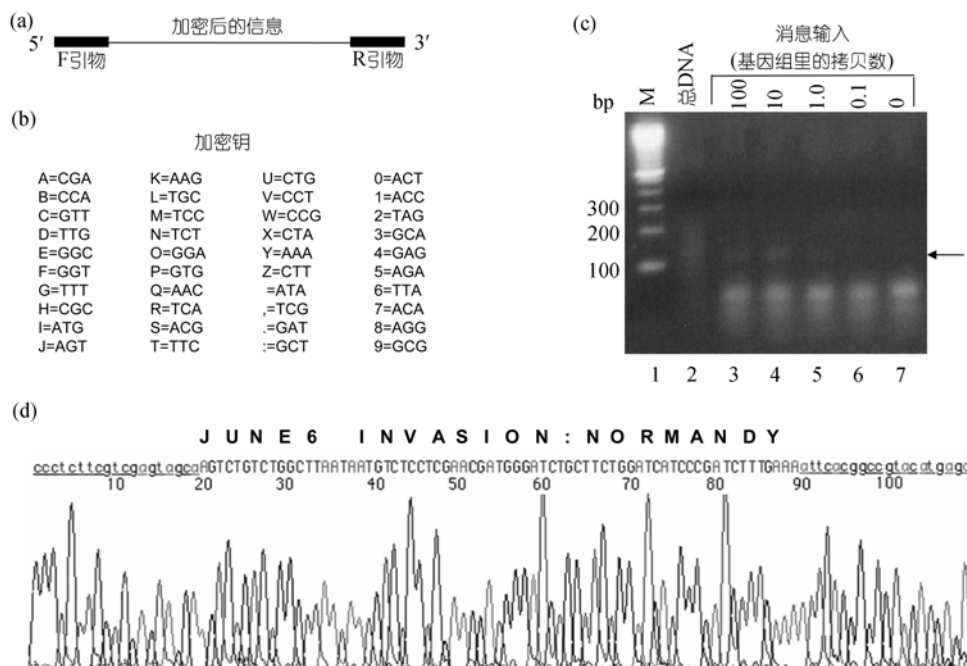 (a)
加密后的信息
5′ 3′
F引物 R引物
(b)
加密钥
A=CGA K=AAG U=CTG 0=ACT
B=CCA L=TGC V=CCT 1=ACC
C=GTT M=TCC W=CCG 2=TAG
D=TTG N=TCT X=CTA 3=GCA
E=GGC O=GGA Y=AAA 4=GAG
F=GGT P=GTG Z=CTT 5=AGA
G=TTT Q=AAC =ATA 6=TTA
H=CGC R=TCA ,=TCG 7=ACA
I=ATG S=ACG .=GAT 8=AGG
J=AGT T=TTC :=GCT 9=GCG
(c)
消息输入
(基因组里的拷贝数)
bp M 总DNA 100 10 1.0 0.1 0
300
200
100
1 2 3 4 5 6 7
(d)
J U N E 6 I N V A S I O N : N O R M A N D Y
ccctcttcgtcgagtagcaAGTCTGTCTGGCTTAATAATGTCTCCTCGAACGATGGGATCTGCTTCTGGATCATCCCGATCTTTGAAAattcacggccgtacatgag
10 20 30 40 50 60 70 80 90 100